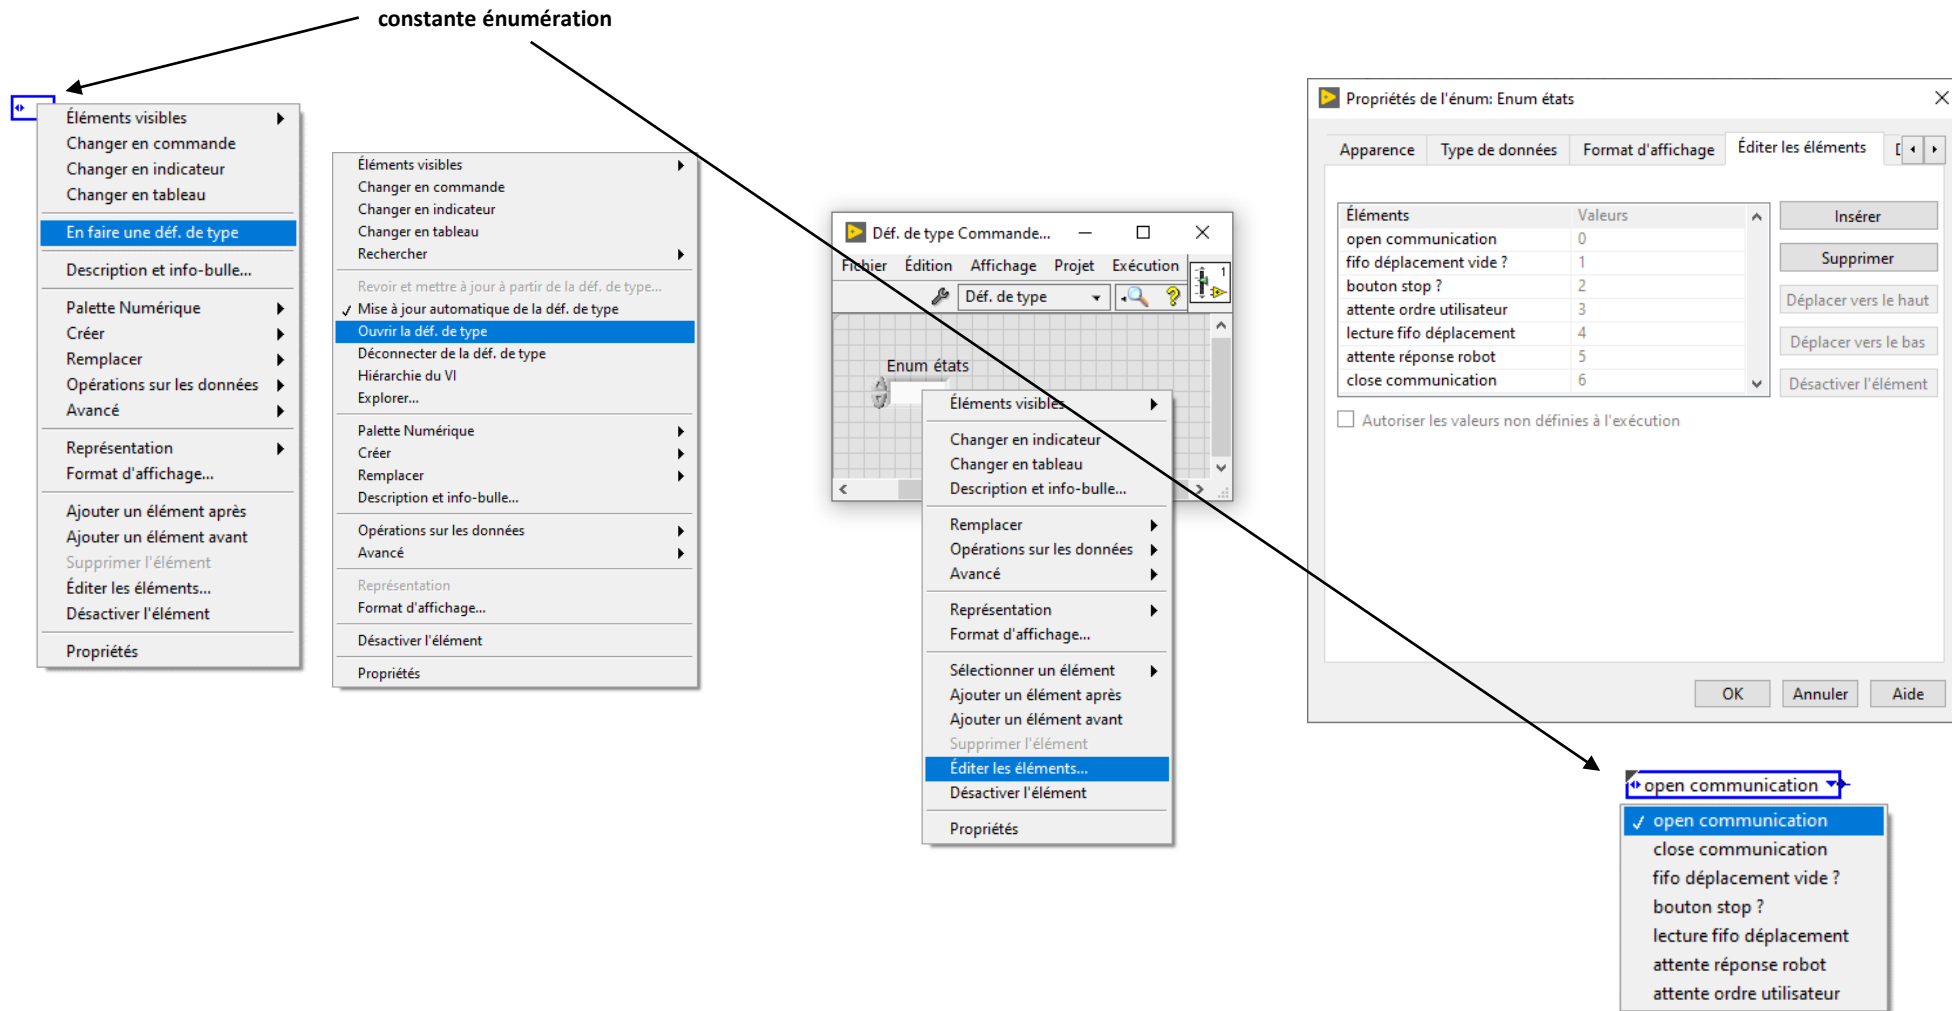 constante énumération
Éléments visibles
Changer en commande
Changer en indicateur
Changer en tableau
En faire une déf. de type
Description et info-bulle...
Palette Numérique
Créer
Remplacer
Opérations sur les données
Avancé
Représentation
Format d'affichage...
Ajouter un élément après
Ajouter un élément avant
Supprimer l'élément
Éditer les éléments...
Désactiver l'élément
Propriétés
Éléments visibles
Changer en commande
Changer en indicateur
Changer en tableau
Rechercher
Revoir et mettre à jour à partir de la déf. de type...
Mise à jour automatique de la déf. de type
Ouvrir la déf. de type
Déconnecter de la déf. de type
Hiérarchie du VI
Explorer...
Palette Numérique
Créer
Remplacer
Description et info-bulle...
Opérations sur les données
Avancé
Représentation
Format d'affichage...
Désactiver l'élément
Propriétés
Déf. de type Commande...
Fichier Édition Affichage Projet Exécution
Déf. de type
1
Enum états
Éléments visibles
Changer en indicateur
Changer en tableau
Description et info-bulle...
Remplacer
Opérations sur les données
Avancé
Représentation
Format d'affichage...
Sélectionner un élément
Ajouter un élément après
Ajouter un élément avant
Supprimer l'élément
Éditer les éléments...
Désactiver l'élément
Propriétés
Propriétés de l'énum: Enum états
Apparence Type de données Format d'affichage Éditer les éléments
Éléments Valeurs
open communication 0
fifo déplacement vide ? 1
bouton stop ? 2
attente ordre utilisateur 3
lecture fifo déplacement 4
attente réponse robot 5
close communication 6
Insérer
Supprimer
Déplacer vers le haut
Déplacer vers le bas
Désactiver l'élément
Autoriser les valeurs non définies à l'exécution
OK Annuler Aide
open communication
open communication
close communication
fifo déplacement vide ?
bouton stop ?
lecture fifo déplacement
attente réponse robot
attente ordre utilisateur